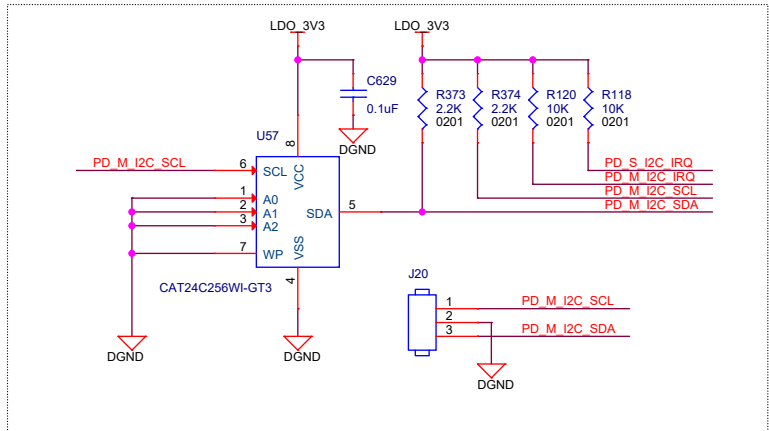 LDO_3V3
LDO_3V3
C629
0.1uF
DGND
R373
2.2K
0201
R374
2.2K
0201
R120
10K
0201
R118
10K
0201
U57
8
VCC
PD_M_I2C_SCL
6
SCL
1
A0
2
A1
3
A2
7
WP
SDA
5
VSS
4
CAT24C256WI-GT3
PD_S_I2C_IRQ
PD_M_I2C_IRQ
PD_M_I2C_SCL
PD_M_I2C_SDA
J20
1
PD_M_I2C_SCL
2
3
PD_M_I2C_SDA
DGND
DGND
DGND